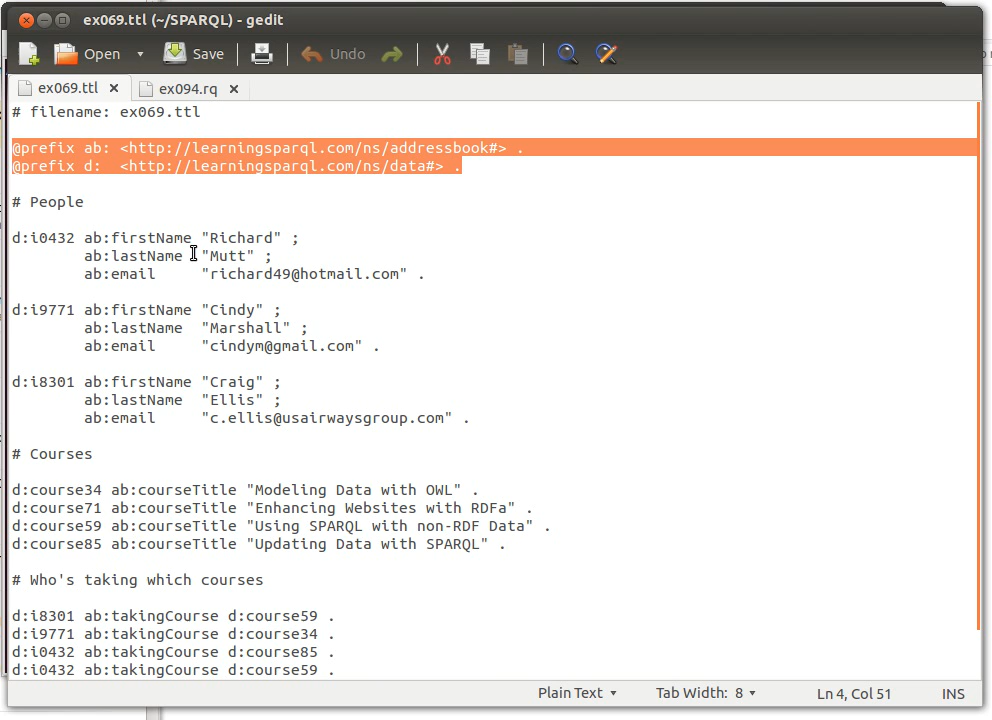 ex069.ttl (~/SPARQL) - gedit
Open Save Undo
ex069.ttl ex094.rq
# filename: ex069.ttl
@prefix ab: <http://learningsparql.com/ns/addressbook#> .
@prefix d:  <http://learningsparql.com/ns/data#> .
# People
d:i0432 ab:firstName "Richard" ;
        ab:lastName  "Mutt" ;
        ab:email     "richard49@hotmail.com" .
d:i9771 ab:firstName "Cindy" ;
        ab:lastName  "Marshall" ;
        ab:email     "cindym@gmail.com" .
d:i8301 ab:firstName "Craig" ;
        ab:lastName  "Ellis" ;
        ab:email     "c.ellis@usairwaysgroup.com" .
# Courses
d:course34 ab:courseTitle "Modeling Data with OWL" .
d:course71 ab:courseTitle "Enhancing Websites with RDFa" .
d:course59 ab:courseTitle "Using SPARQL with non-RDF Data" .
d:course85 ab:courseTitle "Updating Data with SPARQL" .
# Who's taking which courses
d:i8301 ab:takingCourse d:course59 .
d:i9771 ab:takingCourse d:course34 .
d:i0432 ab:takingCourse d:course85 .
d:i0432 ab:takingCourse d:course59 .
Plain Text Tab Width: 8 Ln 4, Col 51 INS